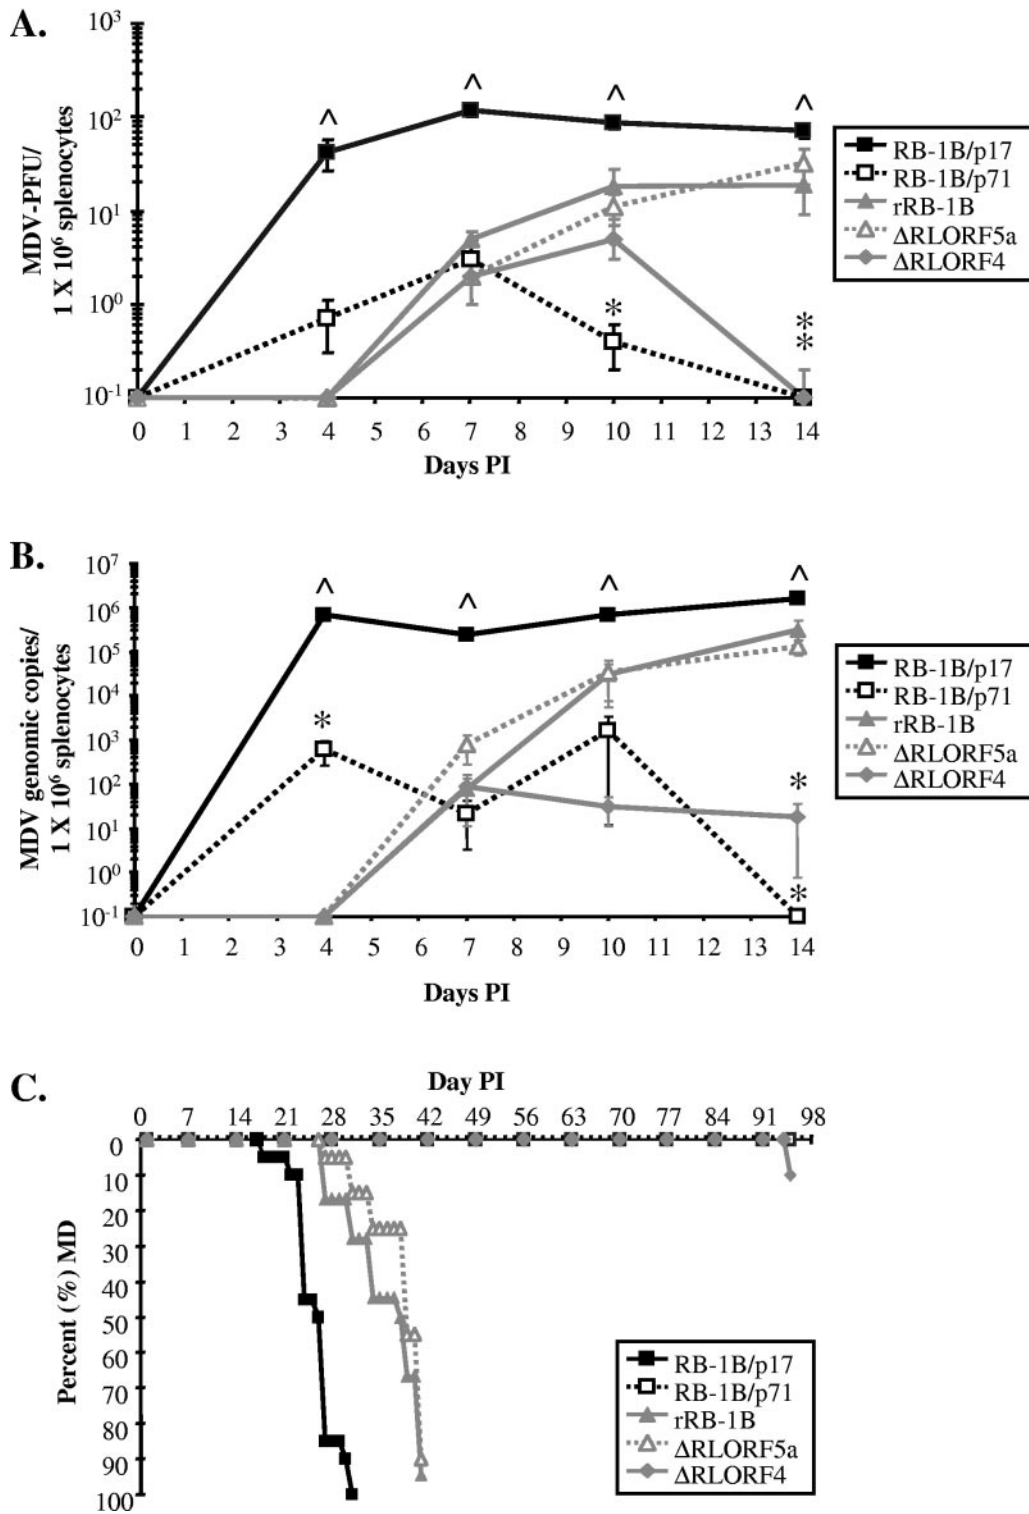 A.
MDV-PFU/
1 X 10⁶ splenocytes
10³
10²
10¹
10⁰
10⁻¹
^ ^ ^ ^
*
*
*
0 1 2 3 4 5 6 7 8 9 10 11 12 13 14
Days PI
RB-1B/p17
RB-1B/p71
rRB-1B
ΔRLORF5a
ΔRLORF4
B.
MDV genomic copies/
1 X 10⁶ splenocytes
10⁷
10⁶
10⁵
10⁴
10³
10²
10¹
10⁰
10⁻¹
^ ^ ^ ^
*
*
*
0 1 2 3 4 5 6 7 8 9 10 11 12 13 14
Days PI
RB-1B/p17
RB-1B/p71
rRB-1B
ΔRLORF5a
ΔRLORF4
C.
Day PI
0 7 14 21 28 35 42 49 56 63 70 77 84 91 98
Percent (%) MD
0
10
20
30
40
50
60
70
80
90
100
RB-1B/p17
RB-1B/p71
rRB-1B
ΔRLORF5a
ΔRLORF4